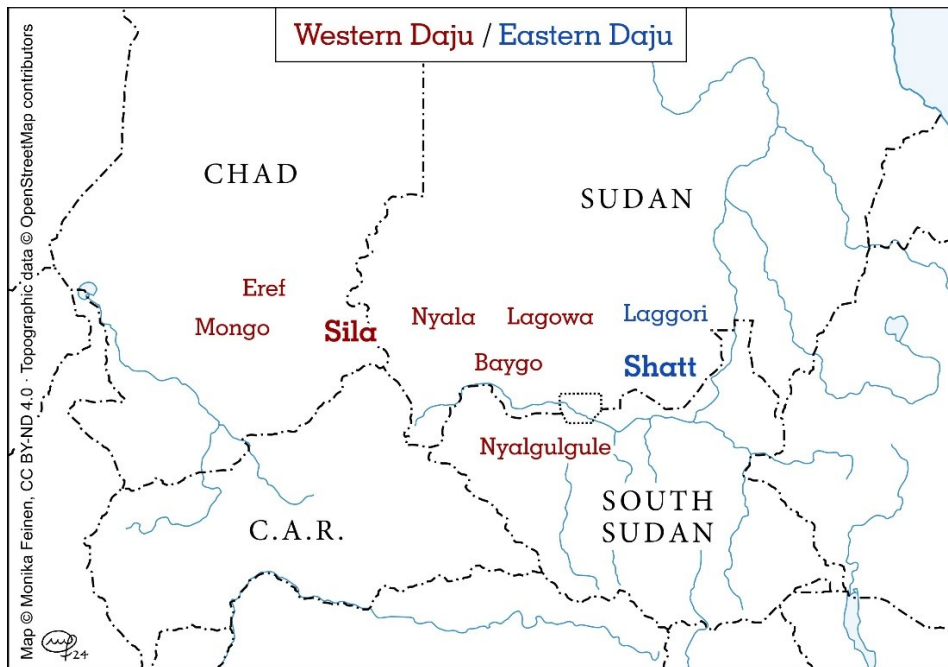 Western Daju / Eastern Daju
CHAD
SUDAN
Eref
Mongo
Sila
Nyala
Lagowa
Laggori
Baygo
Shatt
Nyalgulgule
SOUTH
SUDAN
C.A.R.
Map © Monika Feinen, CC BY-ND 4.0 · Topographic data © OpenStreetMap contributors
24